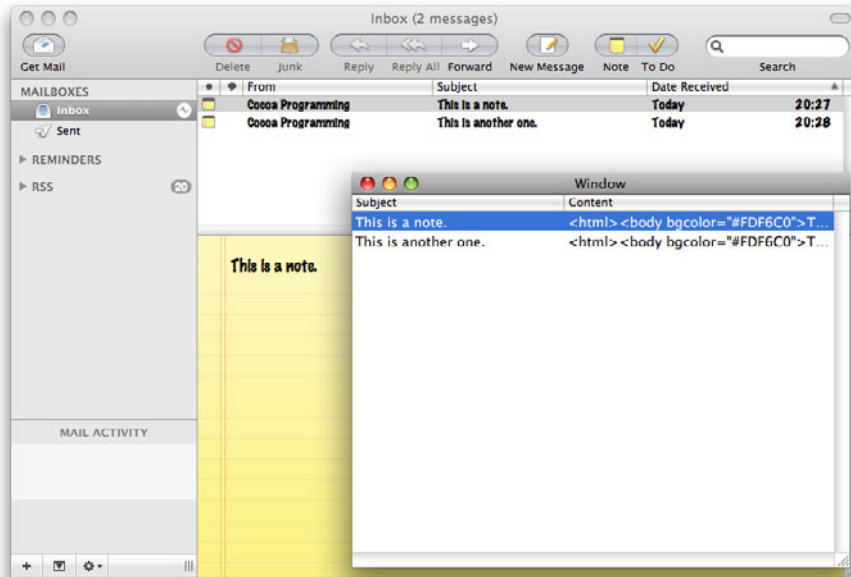 Inbox (2 messages)
Get Mail
Delete Junk Reply Reply All Forward New Message Note To Do Search
MAILBOXES
Inbox
Sent
REMINDERS
RSS 20
From Subject Date Received
Cocoa Programming This is a note. Today 20:27
Cocoa Programming This is another one. Today 20:28
This is a note.
MAIL ACTIVITY
Window
Subject Content
This is a note. <html><body bgcolor="#FDF6C0">T...
This is another one. <html><body bgcolor="#FDF6C0">T...